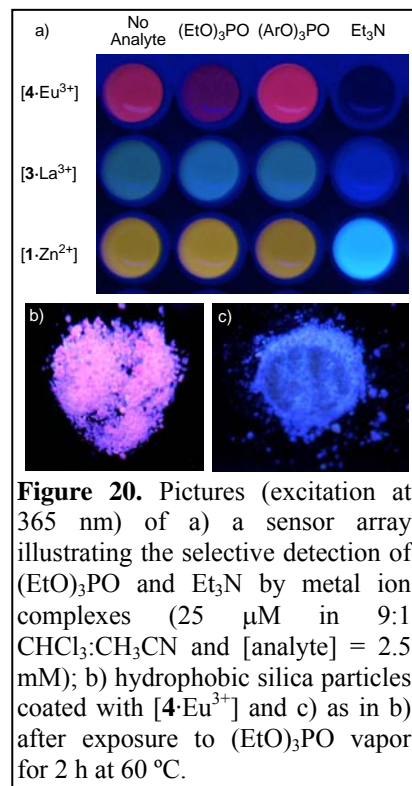 a) No Analyte (EtO)₃PO (ArO)₃PO Et₃N
[4·Eu³⁺]
[3·La³⁺]
[1·Zn²⁺]
b) c)
Figure 20. Pictures (excitation at
365 nm) of a) a sensor array
illustrating the selective detection of
(EtO)₃PO and Et₃N by metal ion
complexes (25 μM in 9:1
CHCl₃:CH₃CN and [analyte] = 2.5
mM); b) hydrophobic silica particles
coated with [4·Eu³⁺] and c) as in b)
after exposure to (EtO)₃PO vapor
for 2 h at 60 ºC.